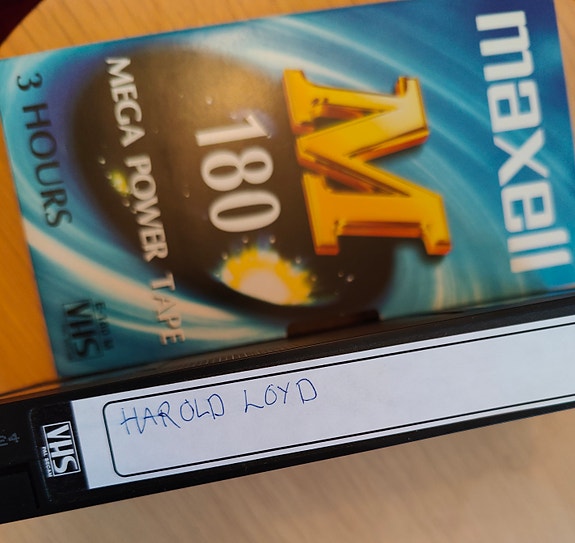 maxell
M
180
MEGA POWER TAPE
3 HOURS
VHS
HAROLD LOYD
VHS